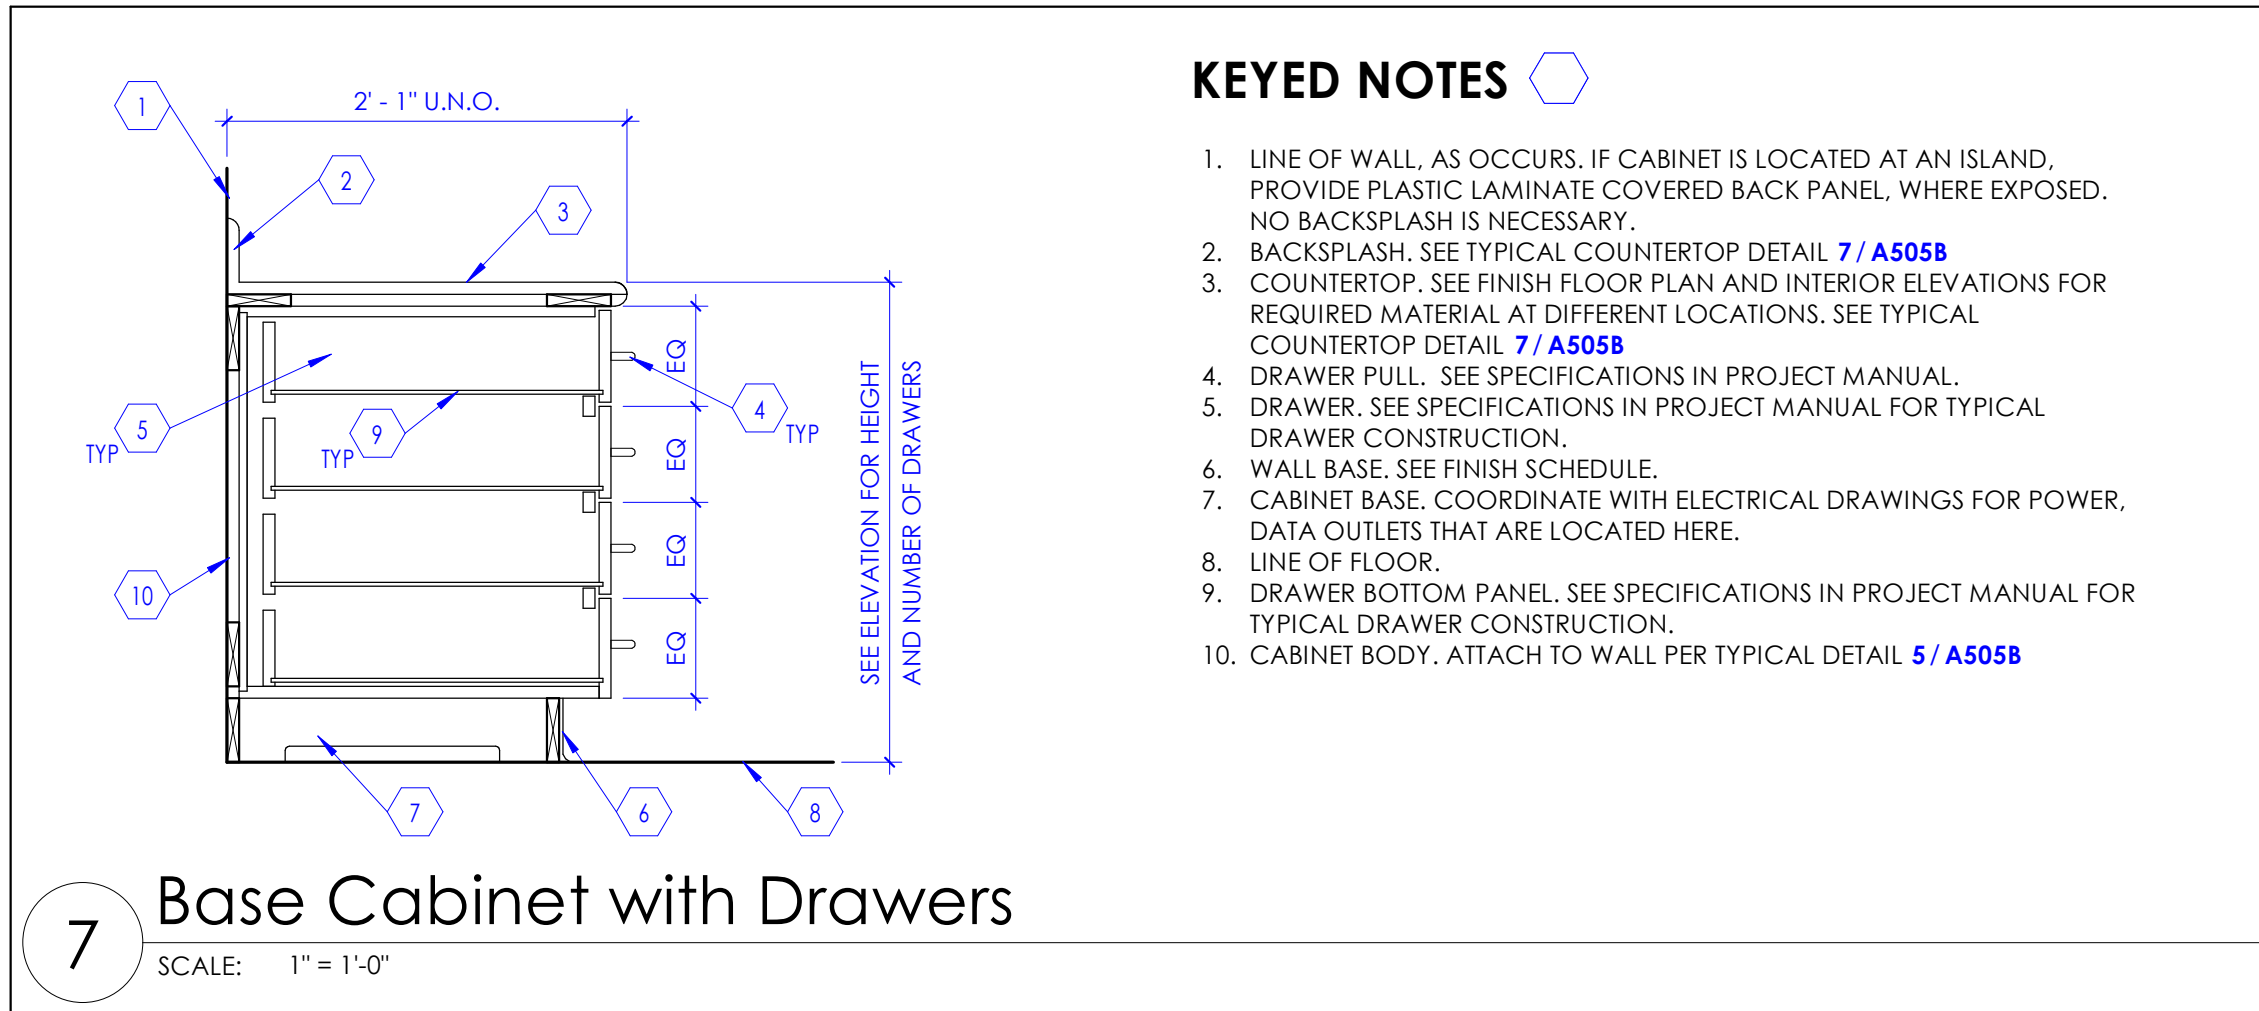 1
2' - 1" U.N.O.
2
3
EQ
EQ
EQ
EQ
4
TYP
5
TYP
9
TYP
10
SEE ELEVATION FOR HEIGHT
AND NUMBER OF DRAWERS
7
6
8
7
Base Cabinet with Drawers
SCALE: 1" = 1'-0"
KEYED NOTES
1. LINE OF WALL, AS OCCURS. IF CABINET IS LOCATED AT AN ISLAND,
PROVIDE PLASTIC LAMINATE COVERED BACK PANEL, WHERE EXPOSED.
NO BACKSPLASH IS NECESSARY.
2. BACKSPLASH. SEE TYPICAL COUNTERTOP DETAIL 7 / A505B
3. COUNTERTOP. SEE FINISH FLOOR PLAN AND INTERIOR ELEVATIONS FOR
REQUIRED MATERIAL AT DIFFERENT LOCATIONS. SEE TYPICAL
COUNTERTOP DETAIL 7 / A505B
4. DRAWER PULL. SEE SPECIFICATIONS IN PROJECT MANUAL.
5. DRAWER. SEE SPECIFICATIONS IN PROJECT MANUAL FOR TYPICAL
DRAWER CONSTRUCTION.
6. WALL BASE. SEE FINISH SCHEDULE.
7. CABINET BASE. COORDINATE WITH ELECTRICAL DRAWINGS FOR POWER,
DATA OUTLETS THAT ARE LOCATED HERE.
8. LINE OF FLOOR.
9. DRAWER BOTTOM PANEL. SEE SPECIFICATIONS IN PROJECT MANUAL FOR
TYPICAL DRAWER CONSTRUCTION.
10. CABINET BODY. ATTACH TO WALL PER TYPICAL DETAIL 5 / A505B